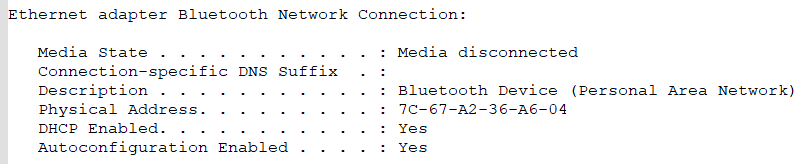 Ethernet adapter Bluetooth Network Connection:
Media State . . . . . . . . . . . : Media disconnected
Connection-specific DNS Suffix  . :
Description . . . . . . . . . . . : Bluetooth Device (Personal Area Network)
Physical Address. . . . . . . . . : 7C-67-A2-36-A6-04
DHCP Enabled. . . . . . . . . . . : Yes
Autoconfiguration Enabled . . . . : Yes